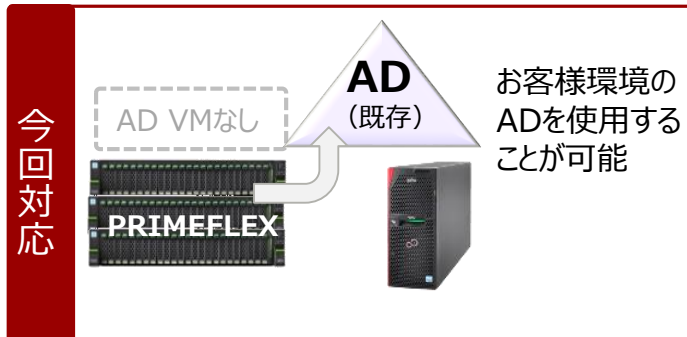 今回対応
AD VMなし
PRIMEFLEX
AD
（既存）
お客様環境の
ADを使用する
ことが可能